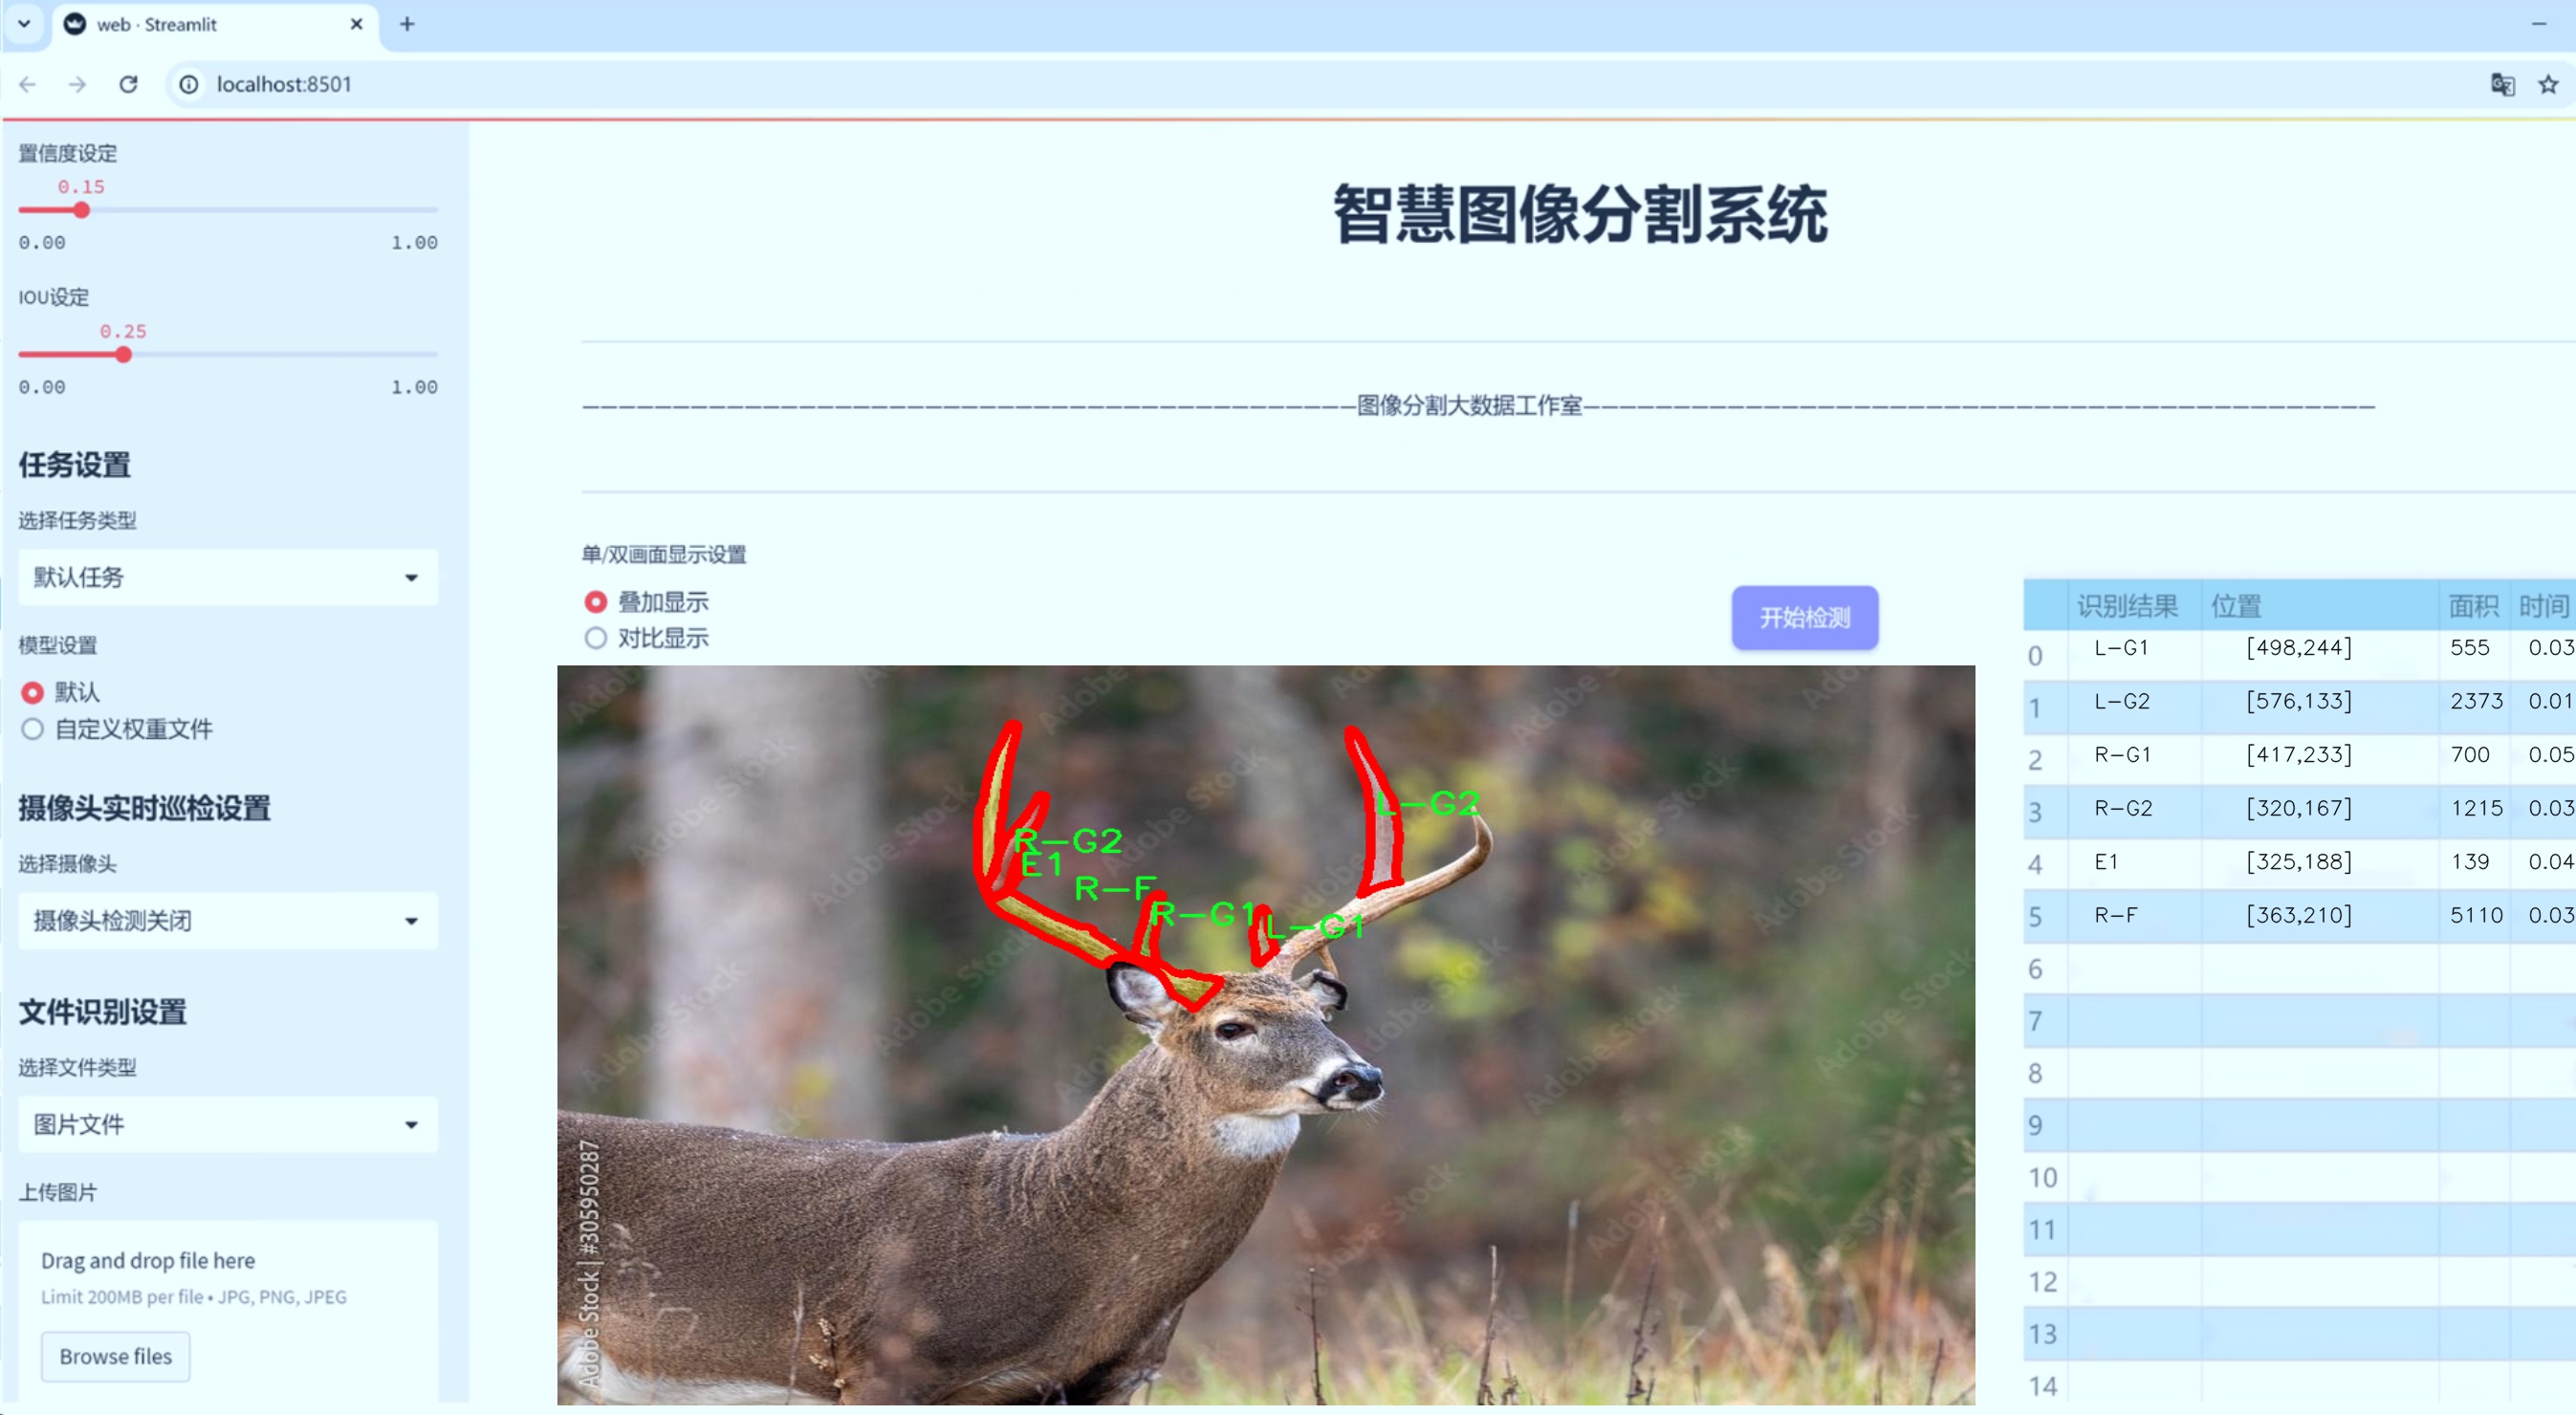 web · Streamlit
localhost:8501
置信度设定
0.15
0.00 1.00
IOU设定
0.25
0.00 1.00
任务设置
选择任务类型
默认任务
模型设置
默认
自定义权重文件
摄像头实时巡检设置
选择摄像头
摄像头检测关闭
文件识别设置
选择文件类型
图片文件
上传图片
Drag and drop file here
Limit 200MB per file • JPG, PNG, JPEG
Browse files
智慧图像分割系统
图像分割大数据工作室
单/双画面显示设置
叠加显示
对比显示
开始检测
L-G2
R-G2
E1
R-F
R-G1
L-G1
Adobe Stock
Adobe Stock | #305950287
识别结果 位置 面积 时间
0 L-G1 [498,244] 555 0.03
1 L-G2 [576,133] 2373 0.01
2 R-G1 [417,233] 700 0.05
3 R-G2 [320,167] 1215 0.03
4 E1 [325,188] 139 0.04
5 R-F [363,210] 5110 0.03
6
7
8
9
10
11
12
13
14